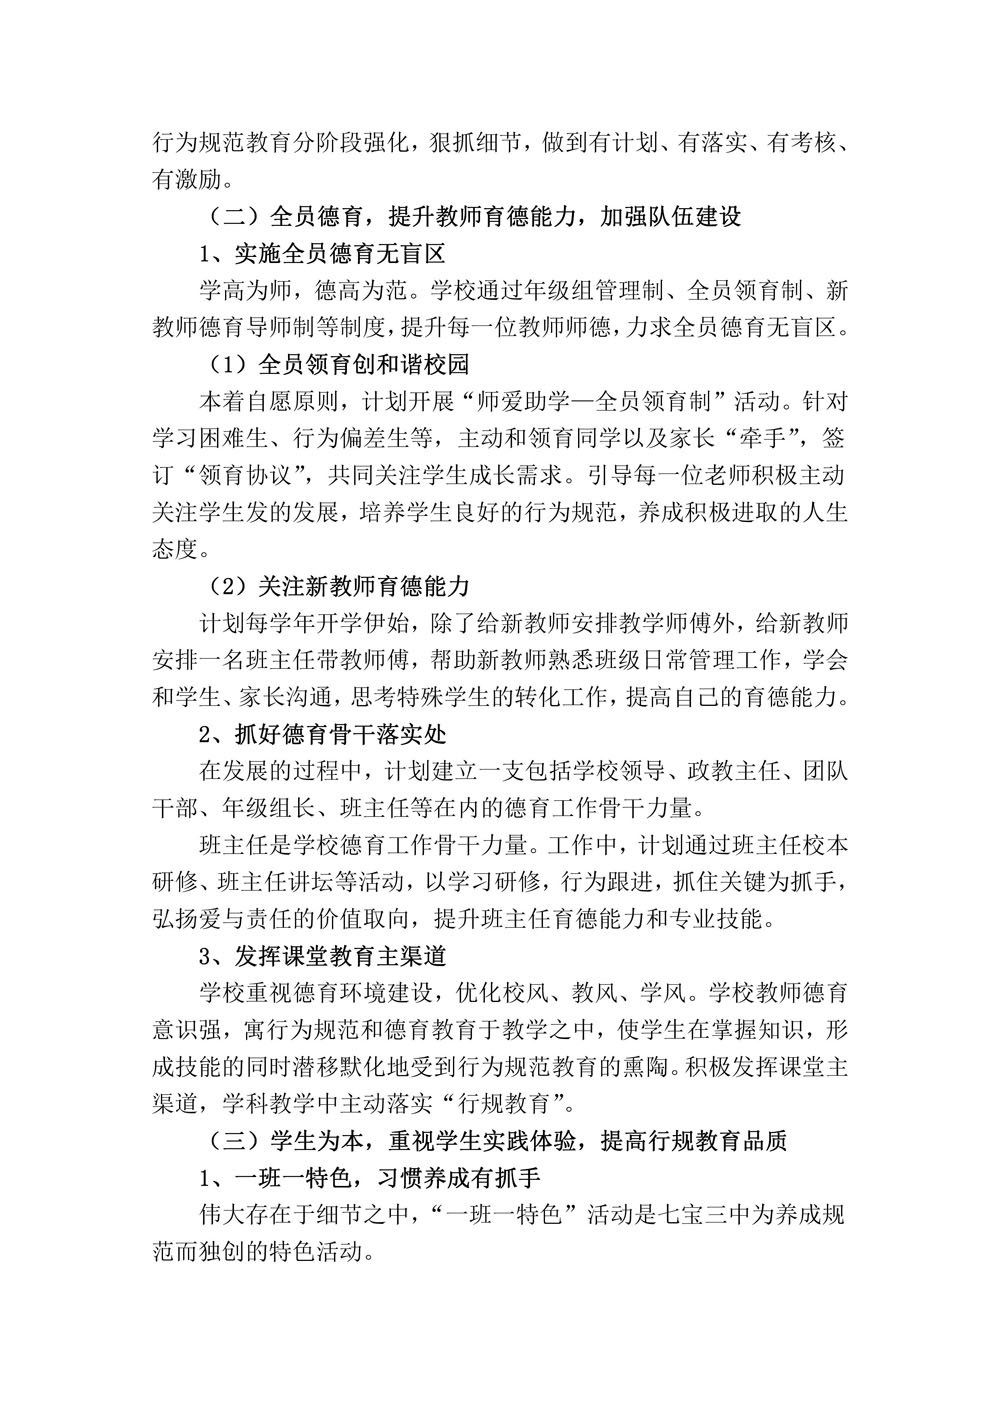 行为规范教育分阶段强化，狠抓细节，做到有计划、有落实、有考核、
有激励。
（二）全员德育，提升教师育德能力，加强队伍建设
1、实施全员德育无盲区
学高为师，德高为范。学校通过年级组管理制、全员领育制、新
教师德育导师制等制度，提升每一位教师师德，力求全员德育无盲区。
（1）全员领育创和谐校园
本着自愿原则，计划开展“师爱助学—全员领育制”活动。针对
学习困难生、行为偏差生等，主动和领育同学以及家长“牵手”，签
订“领育协议”，共同关注学生成长需求。引导每一位老师积极主动
关注学生发的发展，培养学生良好的行为规范，养成积极进取的人生
态度。
（2）关注新教师育德能力
计划每学年开学伊始，除了给新教师安排教学师傅外，给新教师
安排一名班主任带教师傅，帮助新教师熟悉班级日常管理工作，学会
和学生、家长沟通，思考特殊学生的转化工作，提高自己的育德能力。
2、抓好德育骨干落实处
在发展的过程中，计划建立一支包括学校领导、政教主任、团队
干部、年级组长、班主任等在内的德育工作骨干力量。
班主任是学校德育工作骨干力量。工作中，计划通过班主任校本
研修、班主任讲坛等活动，以学习研修，行为跟进，抓住关键为抓手，
弘扬爱与责任的价值取向，提升班主任育德能力和专业技能。
3、发挥课堂教育主渠道
学校重视德育环境建设，优化校风、教风、学风。学校教师德育
意识强，寓行为规范和德育教育于教学之中，使学生在掌握知识，形
成技能的同时潜移默化地受到行为规范教育的熏陶。积极发挥课堂主
渠道，学科教学中主动落实“行规教育”。
（三）学生为本，重视学生实践体验，提高行规教育品质
1、一班一特色，习惯养成有抓手
伟大存在于细节之中，“一班一特色”活动是七宝三中为养成规
范而独创的特色活动。